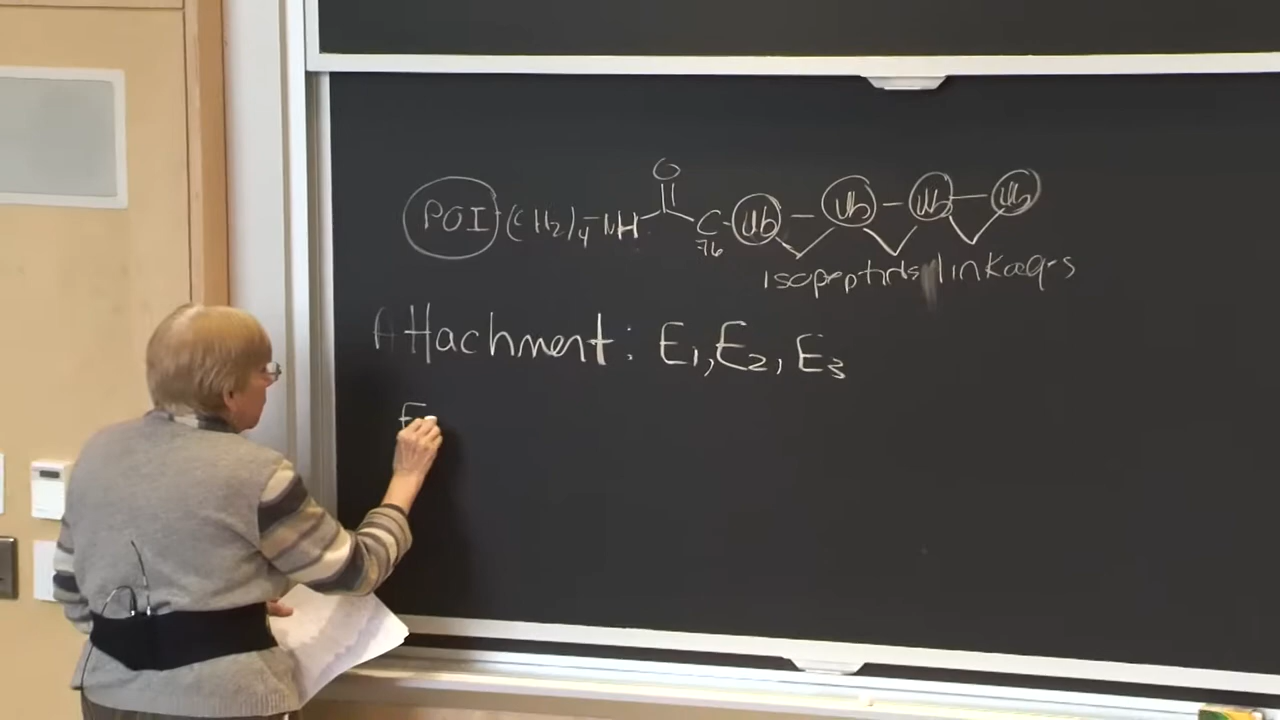 O
POI (CH2)4-NH C - Ub - Ub - Ub - Ub
76
isopeptide linkages
Attachment: E1, E2, E3
E